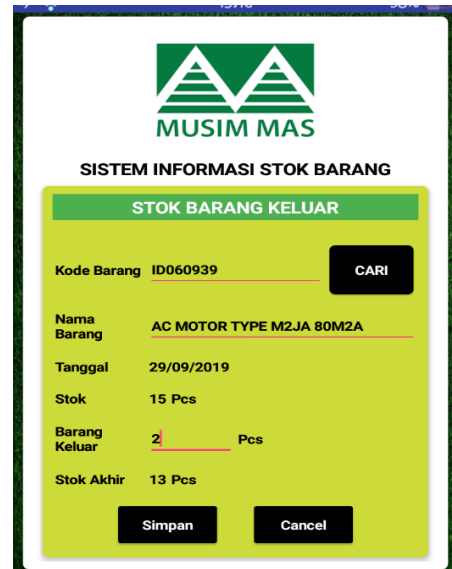 MUSIM MAS
SISTEM INFORMASI STOK BARANG
STOK BARANG KELUAR
Kode Barang ID060939 CARI
Nama
Barang AC MOTOR TYPE M2JA 80M2A
Tanggal 29/09/2019
Stok 15 Pcs
Barang
Keluar 2 Pcs
Stok Akhir 13 Pcs
Simpan Cancel